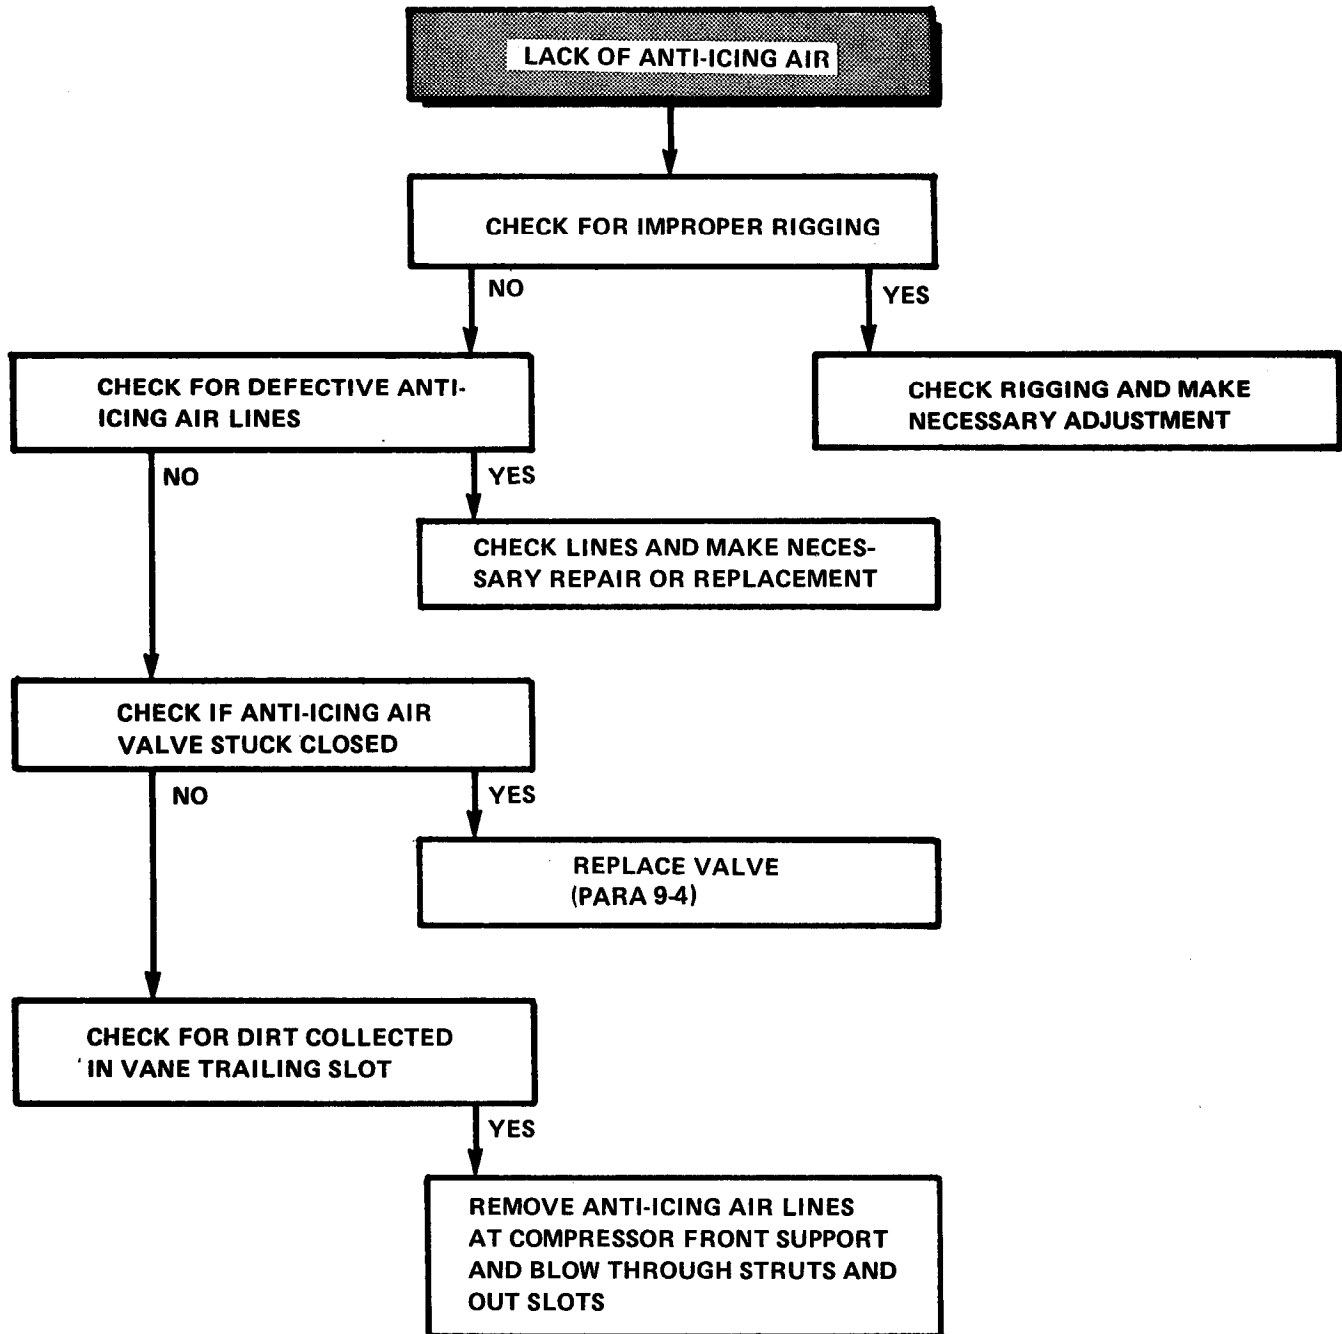 LACK OF ANTI-ICING AIR
CHECK FOR IMPROPER RIGGING
NO
YES
CHECK FOR DEFECTIVE ANTI-
ICING AIR LINES
CHECK RIGGING AND MAKE
NECESSARY ADJUSTMENT
NO
YES
CHECK LINES AND MAKE NECES-
SARY REPAIR OR REPLACEMENT
CHECK IF ANTI-ICING AIR
VALVE STUCK CLOSED
NO
YES
REPLACE VALVE
(PARA 9-4)
CHECK FOR DIRT COLLECTED
IN VANE TRAILING SLOT
YES
REMOVE ANTI-ICING AIR LINES
AT COMPRESSOR FRONT SUPPORT
AND BLOW THROUGH STRUTS AND
OUT SLOTS